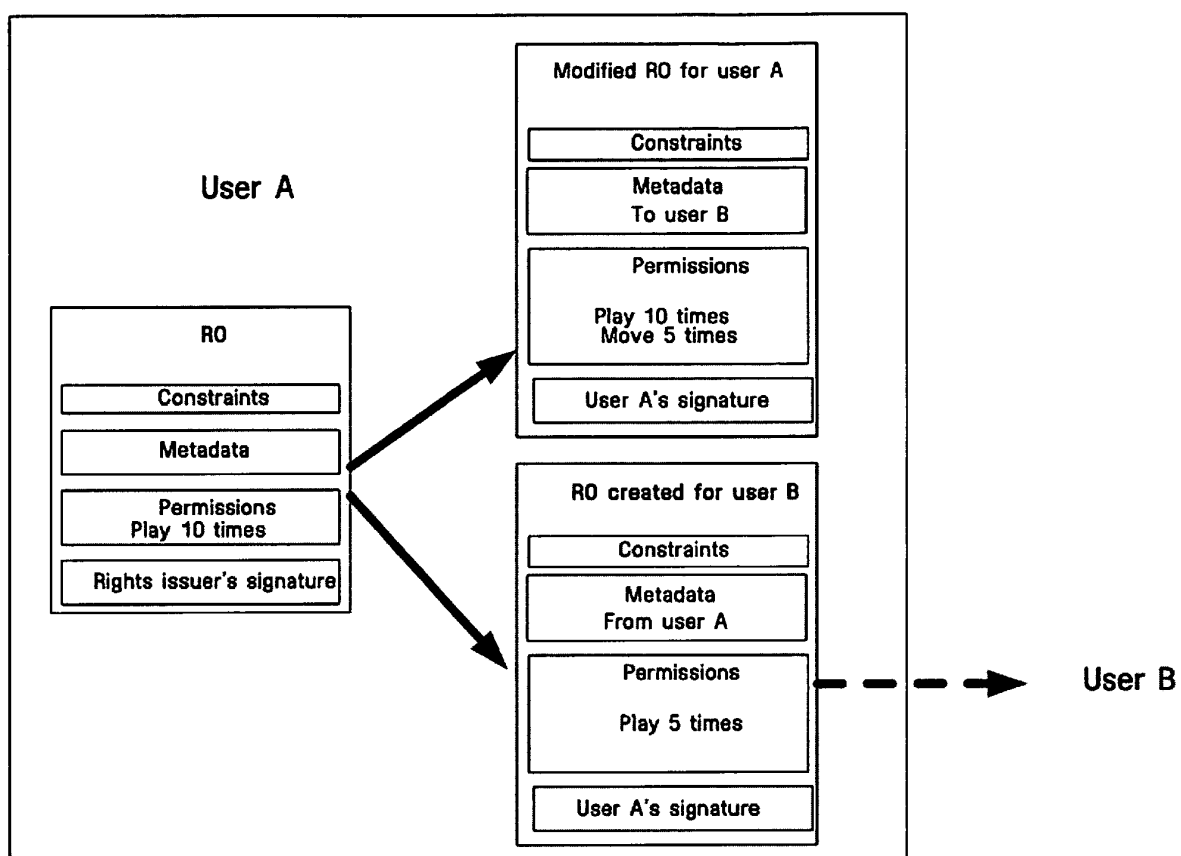 User A
RO
Constraints
Metadata
Permissions
Play 10 times
Rights issuer's signature
Modified RO for user A
Constraints
Metadata
To user B
Permissions
Play 10 times
Move 5 times
User A's signature
RO created for user B
Constraints
Metadata
From user A
Permissions
Play 5 times
User A's signature
User B